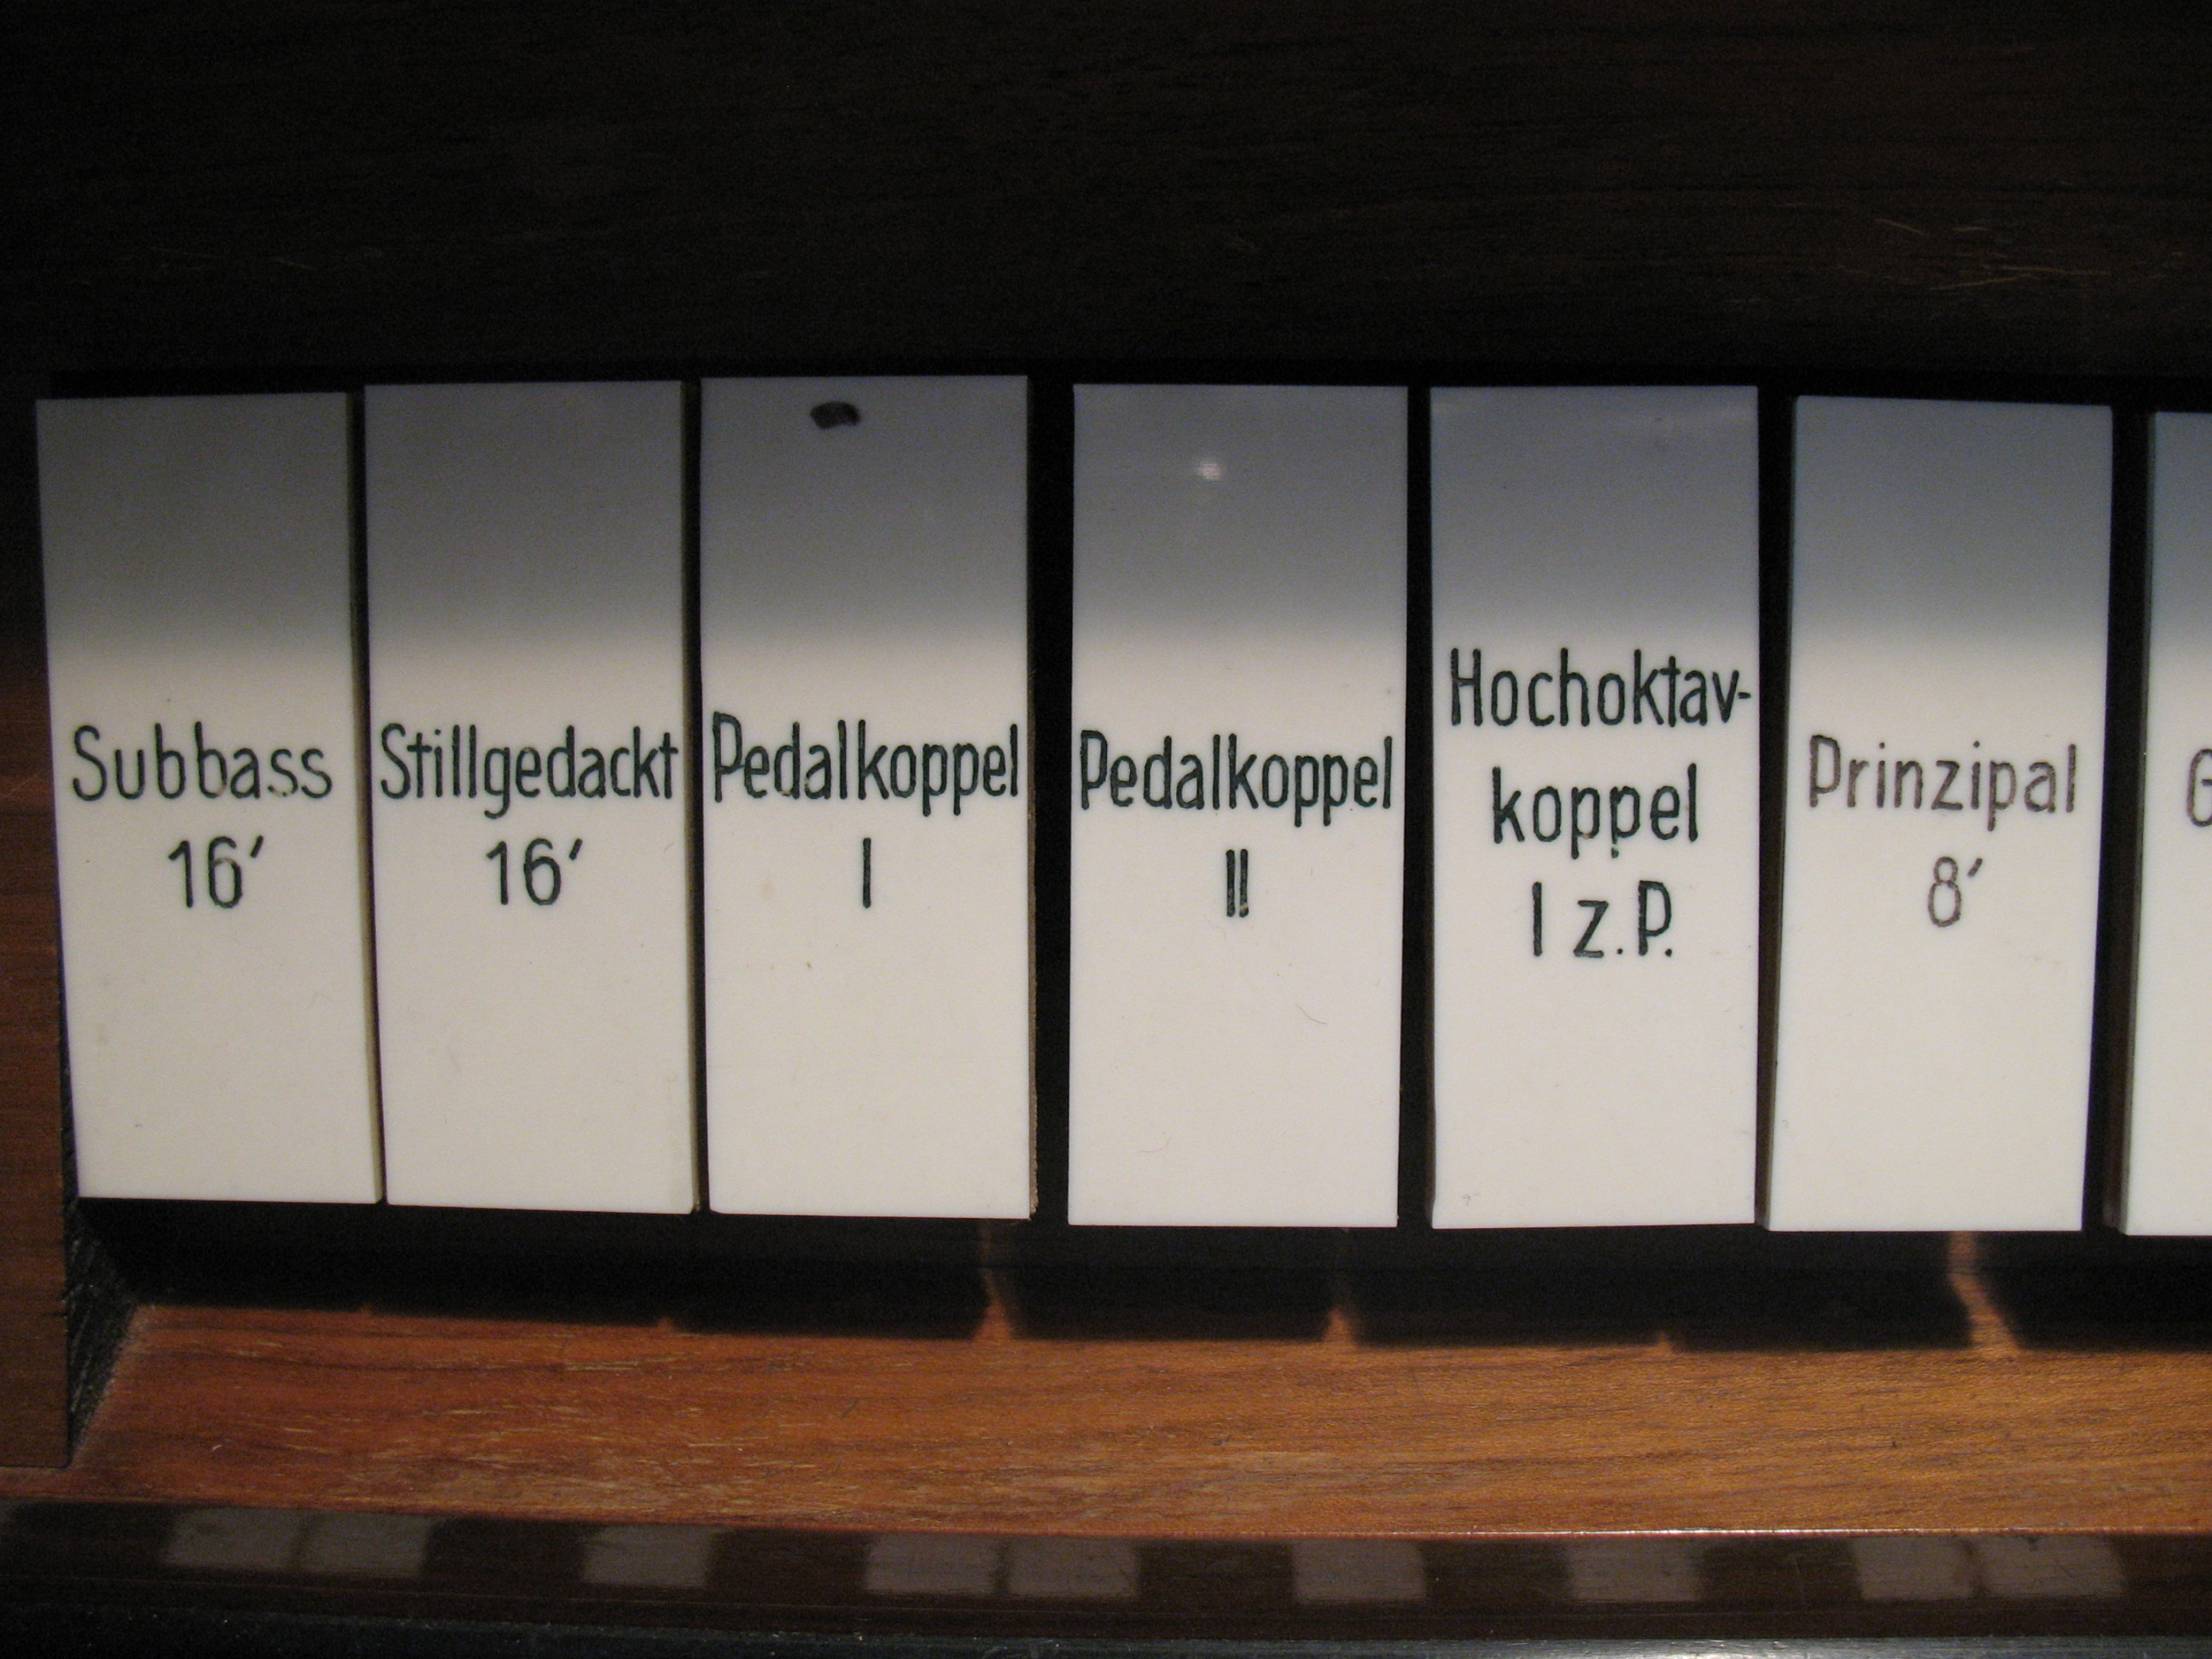 Subbass
16′
Stillgedackt
16′
Pedalkoppel
I
Pedalkoppel
II
Hochoktav-
koppel
I z.P.
Prinzipal
8′